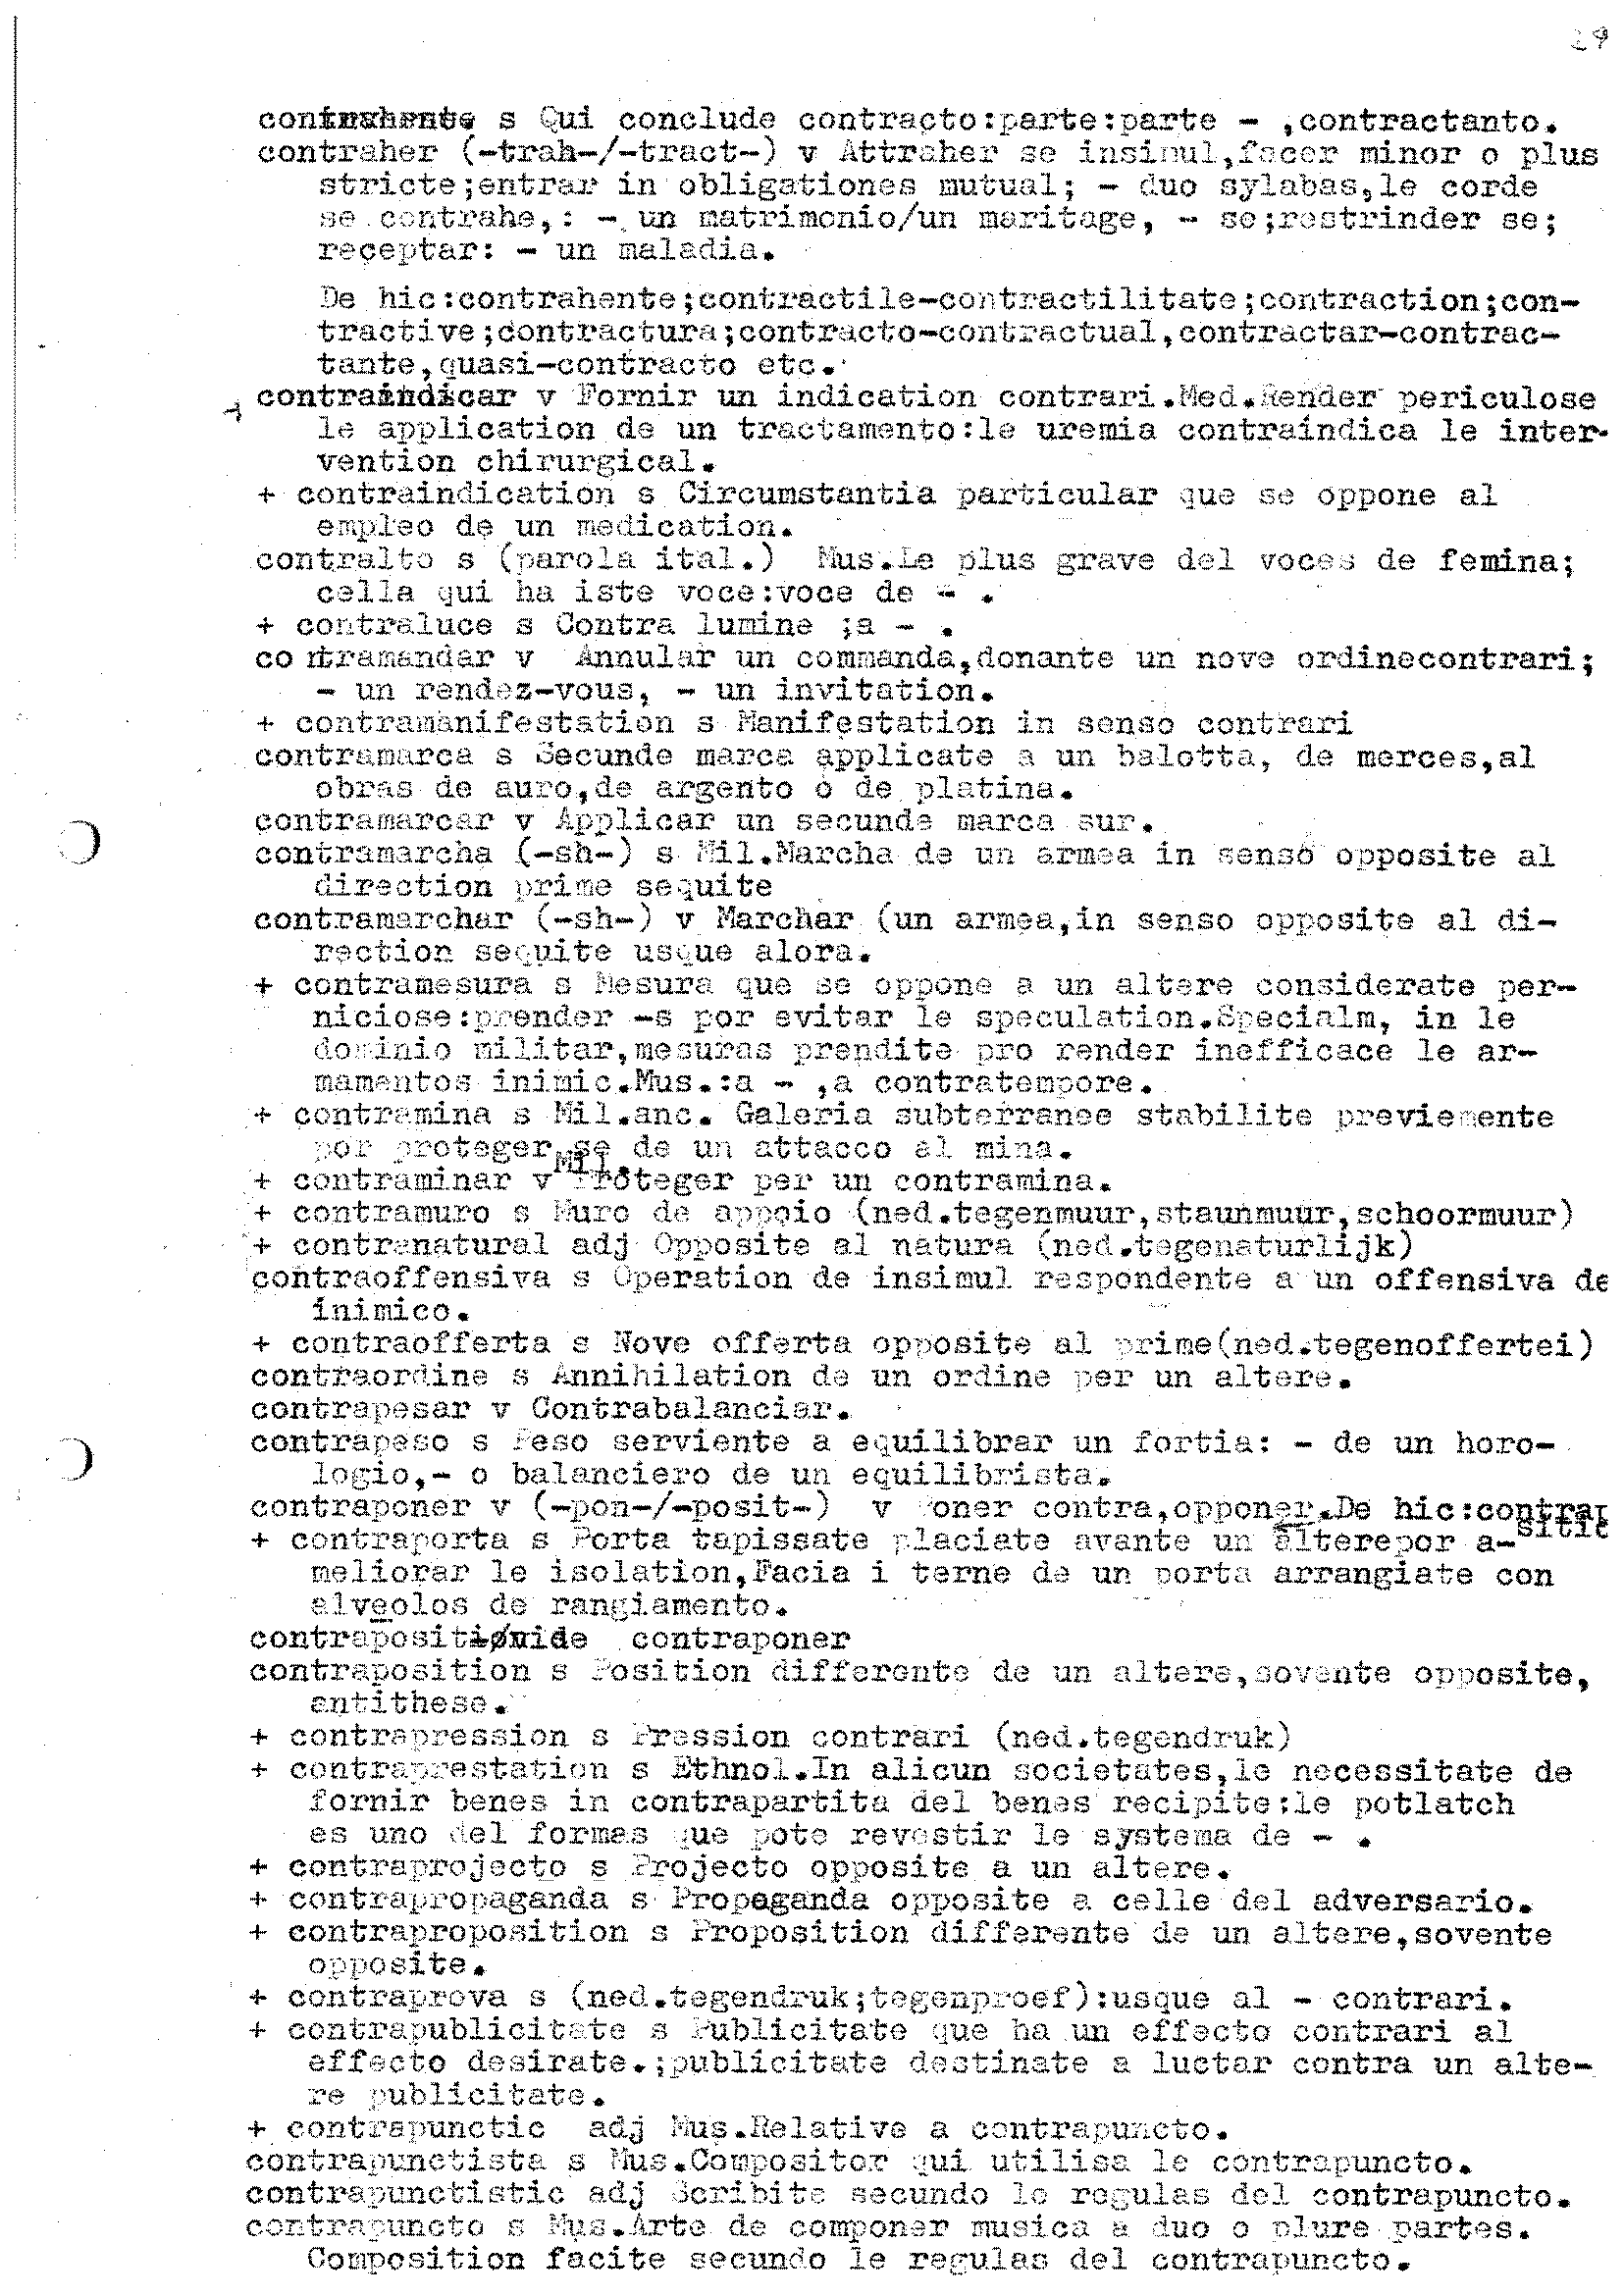 29
contrahente s Qui conclude contracto:parte:parte - ,contractanto.
contraher (-trah-/-tract-) v Attraher se insimul,facer minor o plus
stricte;entrar in obligationes mutual; - duo sylabas,le corde
se contrahe,: - un matrimonio/un maritage, - se;restrinder se;
receptar: - un maladia.
De hic:contrahente;contractile-contractilitate;contraction;con-
tractive;contractura;contracto-contractual,contractar-contrac-
tante,quasi-contracto etc.
contraindicar v Fornir un indication contrari.Med.Render periculose
le application de un tractamento:le uremia contraindica le inter-
vention chirurgical.
+ contraindication s Circumstantia particular que se oppone al
empleo de un medication.
contralto s (parola ital.) Mus.Le plus grave del voces de femina;
cella qui ha iste voce:voce de - .
+ contraluce s Contra lumine ;a - .
contramandar v Annular un commanda,donante un nove ordinecontrari;
- un rendez-vous, - un invitation.
+ contramanifestation s Manifestation in senso contrari
contramarca s Secunde marca applicate a un balotta, de merces,al
obras de auro,de argento o de platina.
contramarcar v Applicar un secunde marca sur.
contramarcha (-sh-) s Mil.Marcha de un armea in senso opposite al
direction prime sequite
contramarchar (-sh-) v Marchar (un armea,in senso opposite al di-
rection sequite usque alora.
+ contramesura s Mesura que se oppone a un altere considerate per-
niciose:prender -s por evitar le speculation.Specialm, in le
dominio militar,mesuras prendite pro render inefficace le ar-
mamentos inimic.Mus.:a - ,a contratempore.
+ contramina s Mil.anc. Galeria subterranee stabilite previemente
por proteger se de un attacco al mina.
+ contraminar v Mil. Proteger per un contramina.
+ contramuro s Muro de appoio (ned.tegenmuur,staunmuur,schoormuur)
+ contranatural adj Opposite al natura (ned.tegenaturlijk)
contraoffensiva s Operation de insimul respondente a un offensiva de
inimico.
+ contraofferta s Nove offerta opposite al prime(ned.tegenoffertei)
contraordine s Annihilation de un ordine per un altere.
contrapesar v Contrabalanciar.
contrapeso s Peso serviente a equilibrar un fortia: - de un horo-
logio,- o balanciero de un equilibrista.
contraponer v (-pon-/-posit-) v Poner contra,opponer.De hic:contrap
sitio
+ contraporta s Porta tapissate placiate avante un alterepor a-
meliorar le isolation,Facia i terne de un porta arrangiate con
alveolos de rangiamento.
contraposit- vide contraponer
contraposition s Position differente de un altere,sovente opposite,
antithese.
+ contrapression s Pression contrari (ned.tegendruk)
+ contraprestation s Ethnol.In alicun societates,le necessitate de
fornir benes in contrapartita del benes recipite:le potlatch
es uno del formas que pote revestir le systema de - .
+ contraprojecto s Projecto opposite a un altere.
+ contrapropaganda s Propaganda opposite a celle del adversario.
+ contraproposition s Proposition differente de un altere,sovente
opposite.
+ contraprova s (ned.tegendruk;tegenproef):usque al - contrari.
+ contrapublicitate s Publicitate que ha un effecto contrari al
effecto desirate.;publicitate destinate a luctar contra un alte-
re publicitate.
+ contrapunctic adj Mus.Relative a contrapuncto.
contrapunctista s Mus.Compositor qui utilisa le contrapuncto.
contrapunctistic adj Scribite secundo le regulas del contrapuncto.
contrapuncto s Mus.Arte de componer musica a duo o plure partes.
Composition facite secundo le regulas del contrapuncto.